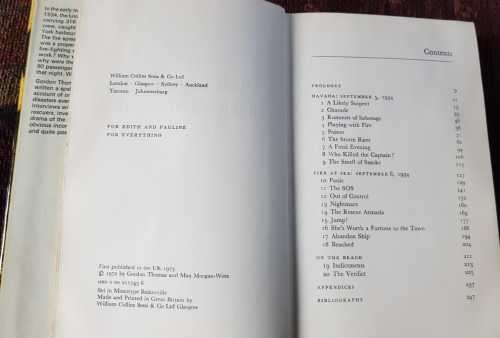 In the early m
1934, the luxu
carrying 318
York harbour
The fire sprea
was a proper
fire-fighting
work? Why
why were the
90 passenger
that night. W
Gordon Thom
written a spel
account of o
disasters ever
interviews wi
rescuers, inve
drama of the
obvious incom
and quite pos
William Collins Sons & Co Ltd
London · Glasgow · Sydney · Auckland
Toronto Johannesburg
FOR EDITH AND PAULINE
FOR EVERYTHING
First published in the UK 1973
© 1972 by Gordon Thomas and Max Morgan-Witts
Set in Monotype Baskerville
Made and Printed in Great Britain by
William Collins Sons & Co Ltd Glasgow
Contents
PROLOGUE 9
HAVANA: SEPTEMBER 5, 1934
1 A Likely Suspect
2 Charade
3 Rumours of Sabotage
4 Playing with Fire
5 Poison
6 The Storm Rises
7 A Fatal Evening
8 Who Killed the Captain?
9 The Smell of Smoke
FIRE AT SEA: SEPTEMBER 8, 1934
10 Panic
11 The SOS
12 Out of Control
13 Nightmare
14 The Rescue Armada
15 Jump!
16 She's Worth a Fortune to the Town
17 Abandon Ship
18 Beached
ON THE BEACH
19 Indictments
20 The Verdict
APPENDICES 237
BIBLIOGRAPHY 247